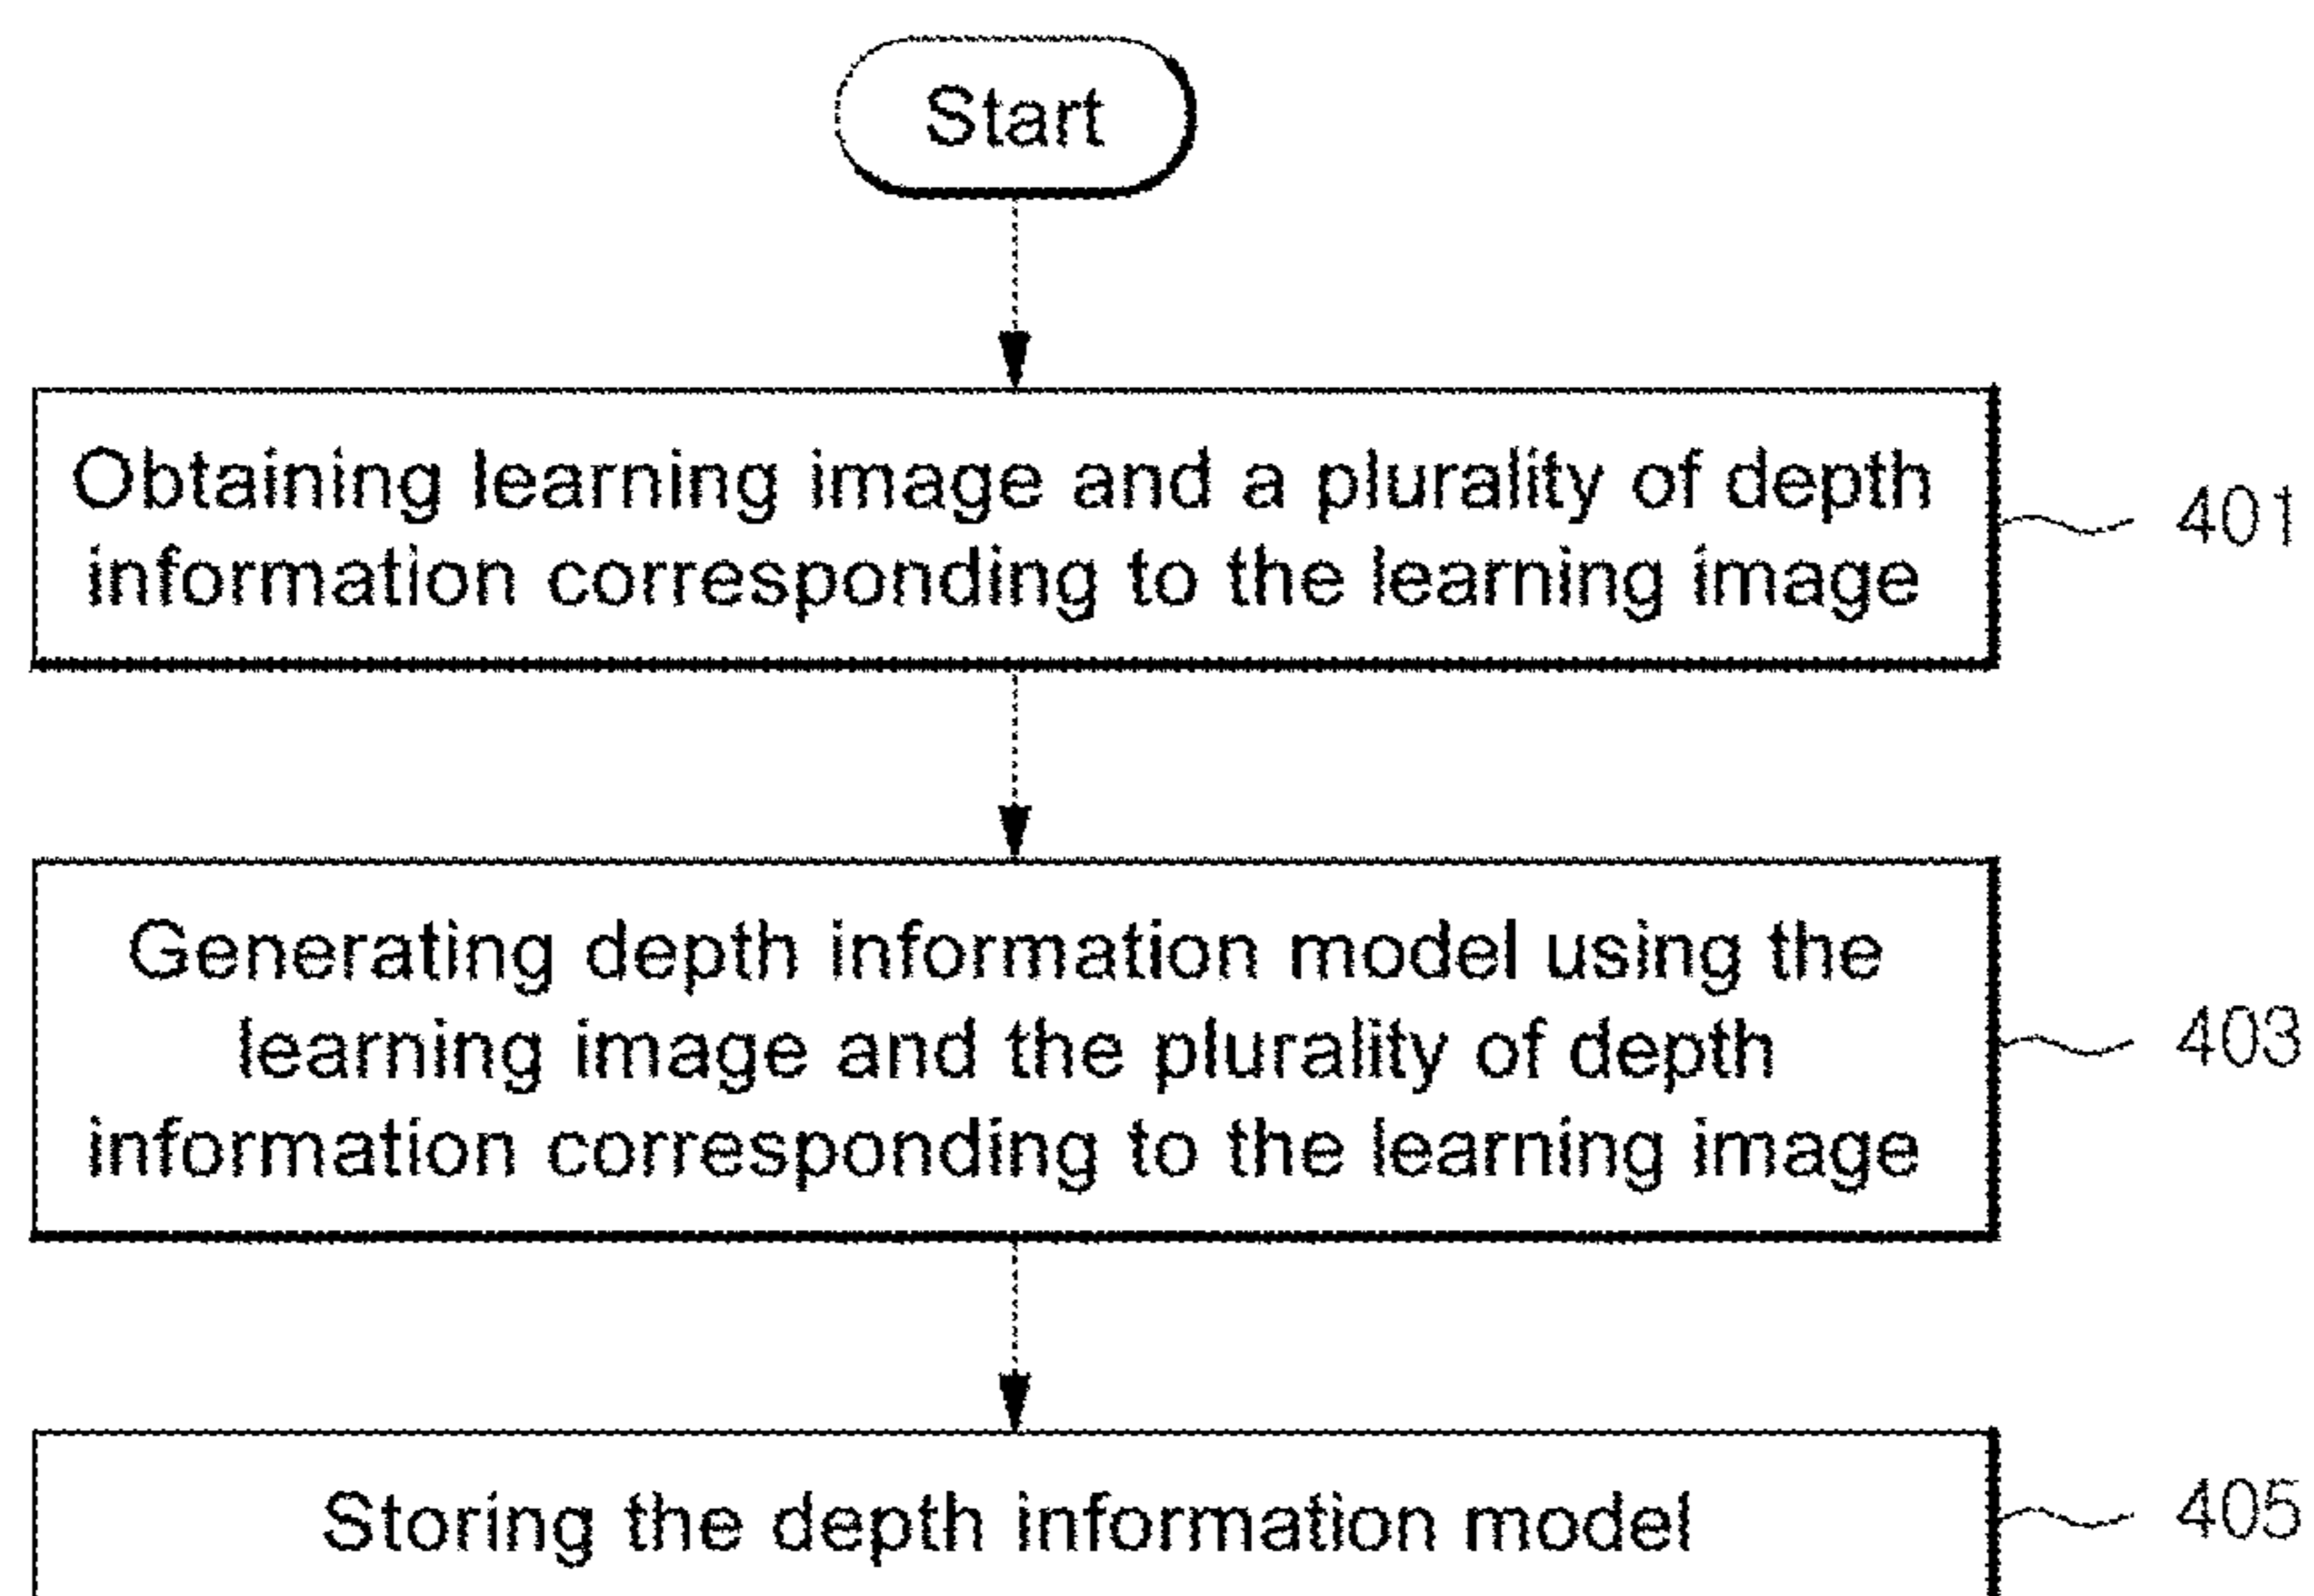 Start
Obtaining learning image and a plurality of depth
information corresponding to the learning image
401
Generating depth information model using the
learning image and the plurality of depth
information corresponding to the learning image
403
Storing the depth information model
405